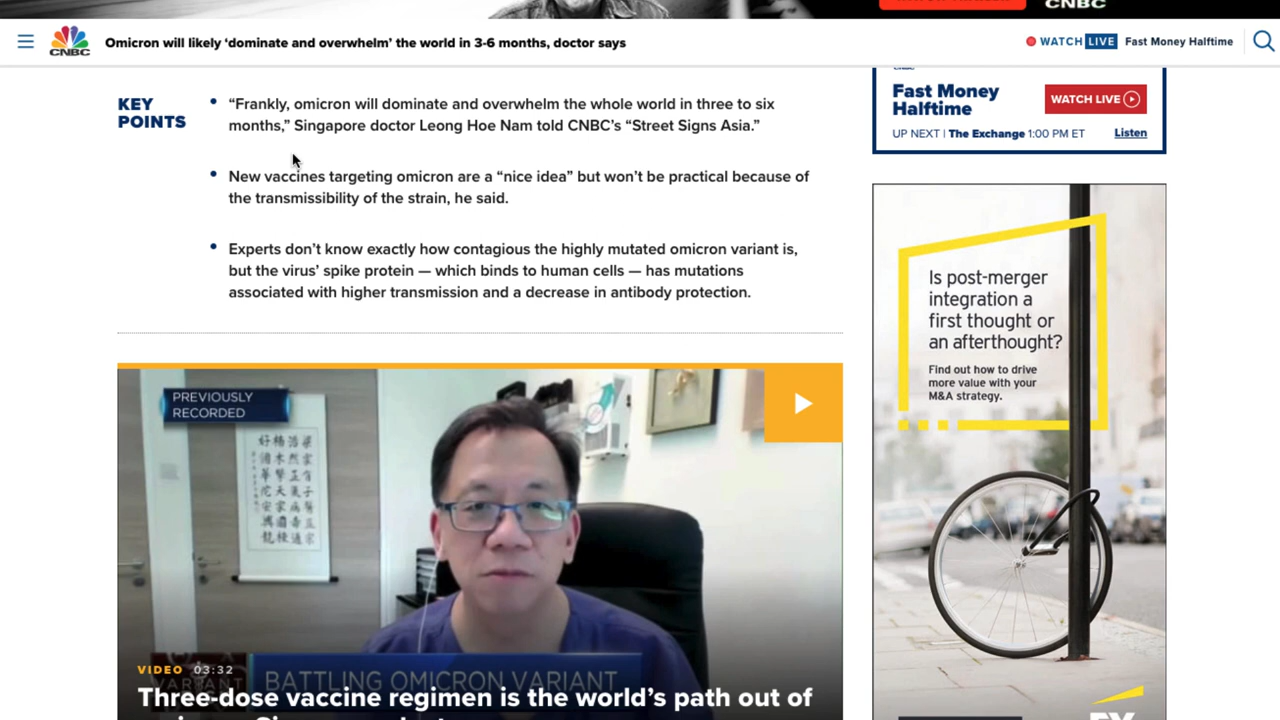 CNBC
Omicron will likely ‘dominate and overwhelm’ the world in 3-6 months, doctor says
WATCH LIVE Fast Money Halftime
CNBC
KEY
POINTS
“Frankly, omicron will dominate and overwhelm the whole world in three to six
months,” Singapore doctor Leong Hoe Nam told CNBC’s “Street Signs Asia.”
New vaccines targeting omicron are a “nice idea” but won’t be practical because of
the transmissibility of the strain, he said.
Experts don’t know exactly how contagious the highly mutated omicron variant is,
but the virus’ spike protein — which binds to human cells — has mutations
associated with higher transmission and a decrease in antibody protection.
Fast Money
Halftime
WATCH LIVE
UP NEXT | The Exchange 1:00 PM ET
Listen
Is post-merger
integration a
first thought or
an afterthought?
Find out how to drive
more value with your
M&A strategy.
PREVIOUSLY
RECORDED
VIDEO 03:32
VARIANT
BATTLING OMICRON VARIANT
Three-dose vaccine regimen is the world’s path out of